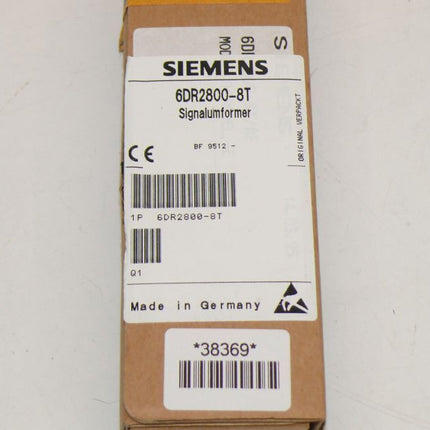 SIEMENS
6DR2800-8T
Signalumformer
ORIGINAL VERPACKT
BF 9512 -
CE
1P 6DR2800-8T
Q1
Made in Germany
*38369*